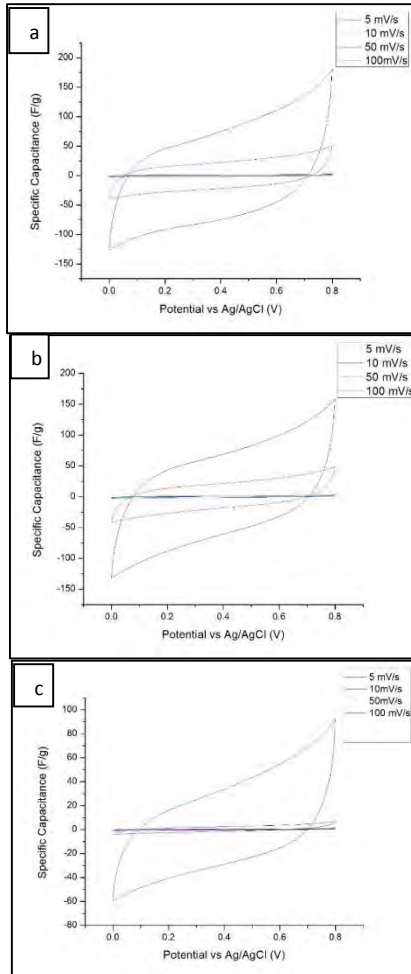 a
5 mV/s
10 mV/s
50 mV/s
100mV/s
200
150
100
50
0
-50
-100
-150
Specific Capacitance (F/g)
0.0 0.2 0.4 0.6 0.8
Potential vs Ag/AgCl (V)
b
5 mV/s
10 mV/s
50 mV/s
100 mV/s
200
150
100
50
0
-50
-100
-150
Specific Capacitance (F/g)
0.0 0.2 0.4 0.6 0.8
Potential vs Ag/AgCl (V)
c
5 mV/s
10mV/s
50mV/s
100 mV/s
100
80
60
40
20
0
-20
-40
-60
-80
Specific Capacitance (F/g)
0.0 0.2 0.4 0.6 0.8
Potential vs Ag/AgCl (V)